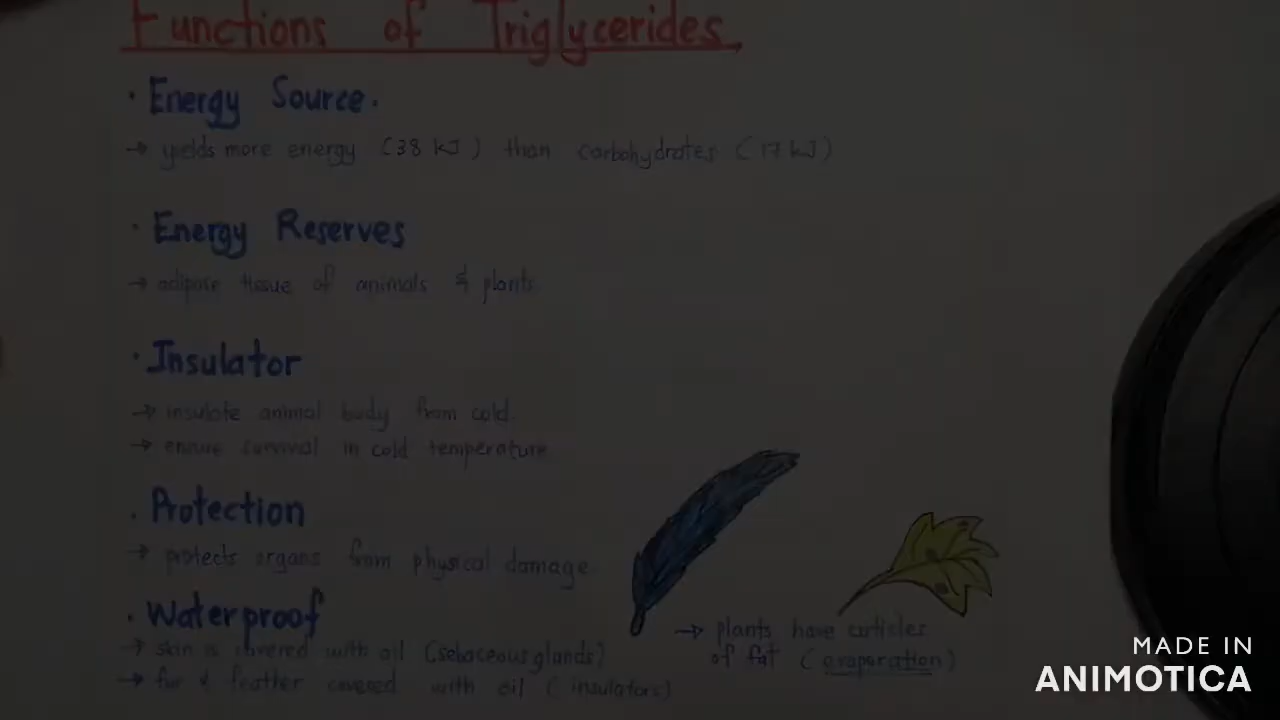 Functions of Triglycerides.
· Energy Source.
→ yields more energy (38 kJ) than carbohydrates (17 kJ)
· Energy Reserves
→ adipose tissue of animals & plants
· Insulator
→ insulate animal body from cold.
→ ensure survival in cold temperature
· Protection
→ protects organs from physical damage.
· Waterproof
→ skin is covered with oil (sebaceous glands)
→ fur & feather covered with oil (insulators)
→ plants have cuticles
of fat (evaporation)
MADE IN
ANIMOTICA